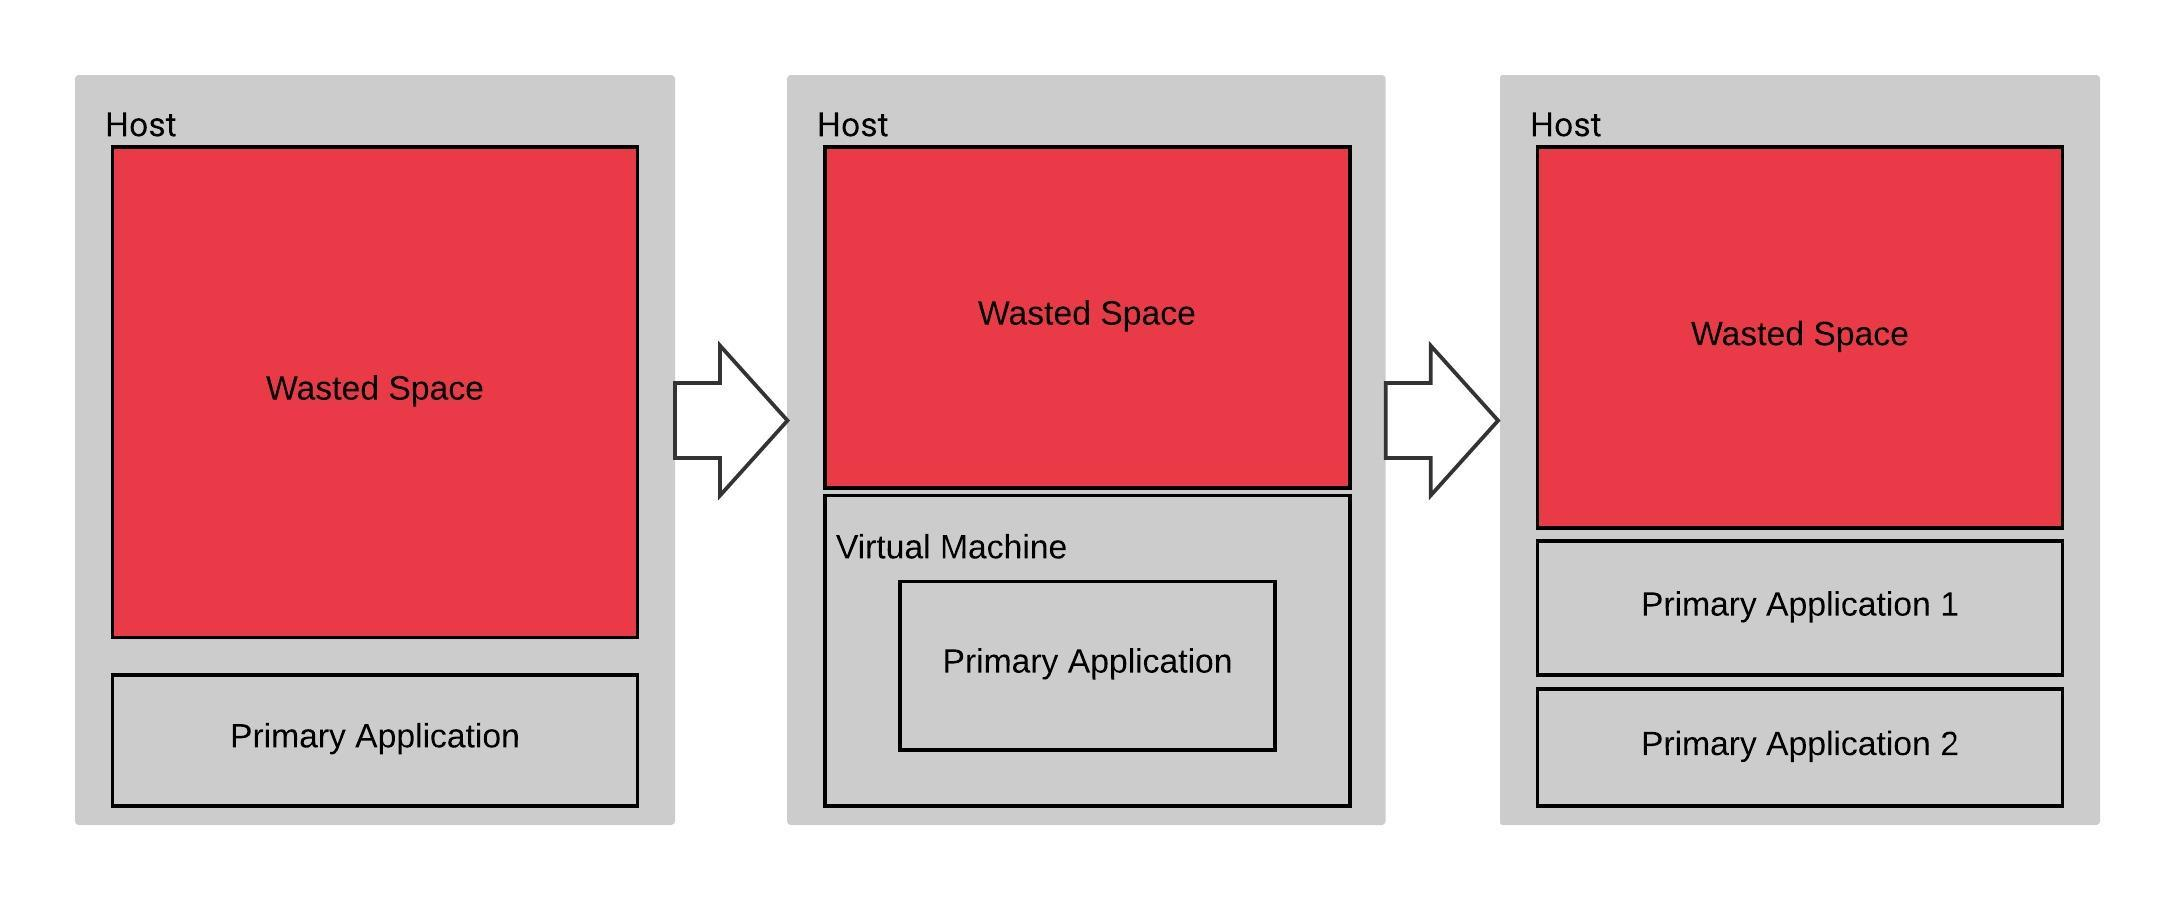 Host
Wasted Space
Primary Application
Host
Wasted Space
Virtual Machine
Primary Application
Host
Wasted Space
Primary Application 1
Primary Application 2